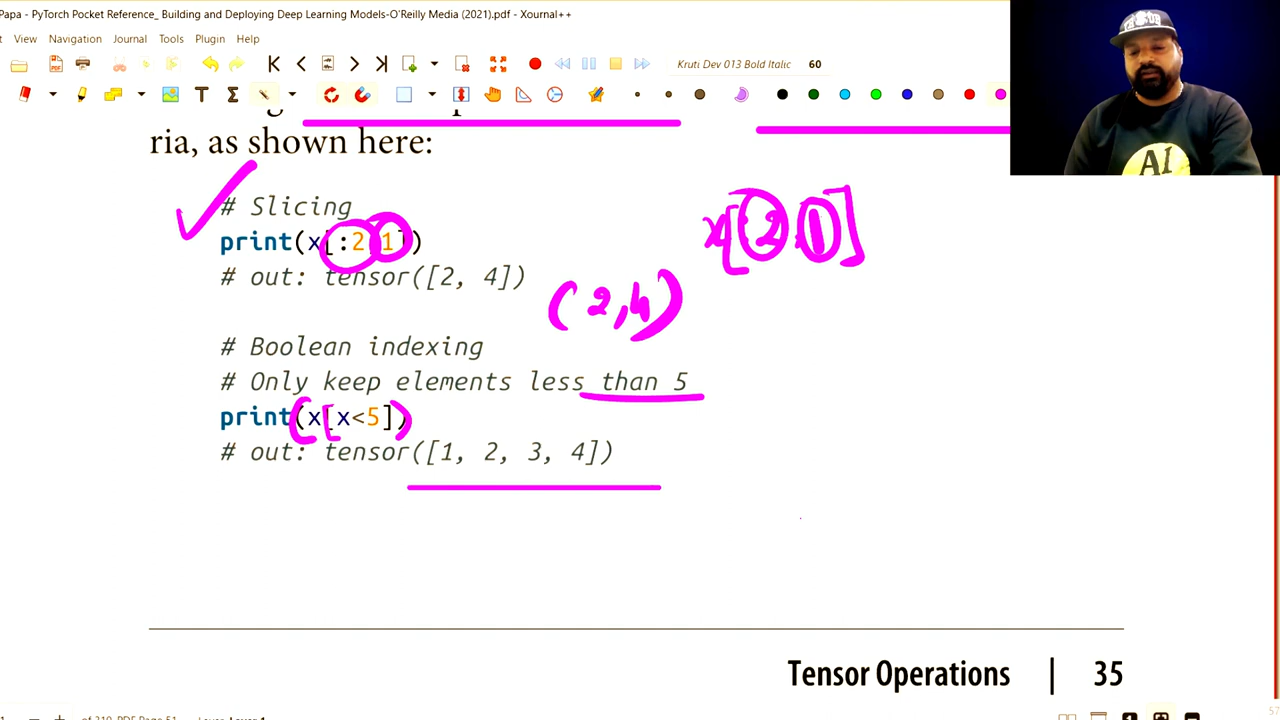 Papa - PyTorch Pocket Reference_ Building and Deploying Deep Learning Models-O'Reilly Media (2021).pdf - Xournal++
View Navigation Journal Tools Plugin Help
Kruti Dev 013 Bold Italic 60
ria, as shown here:
# Slicing
print(x[:2,1])
# out: tensor([2, 4])
x[:2,1]
(2,4)
# Boolean indexing
# Only keep elements less than 5
print(x[x<5])
# out: tensor([1, 2, 3, 4])
AI
Tensor Operations | 35